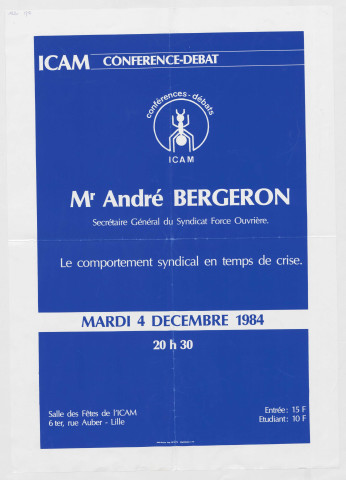 ICAM CONFERENCE-DEBAT
conférences-débats
ICAM
Mr André BERGERON
Secrétaire Général du Syndicat Force Ouvrière.
Le comportement syndical en temps de crise.
MARDI 4 DECEMBRE 1984
20 h 30
Salle des Fêtes de l'ICAM
6 ter, rue Auber - Lille
Entrée: 15 F
Etudiant: 10 F